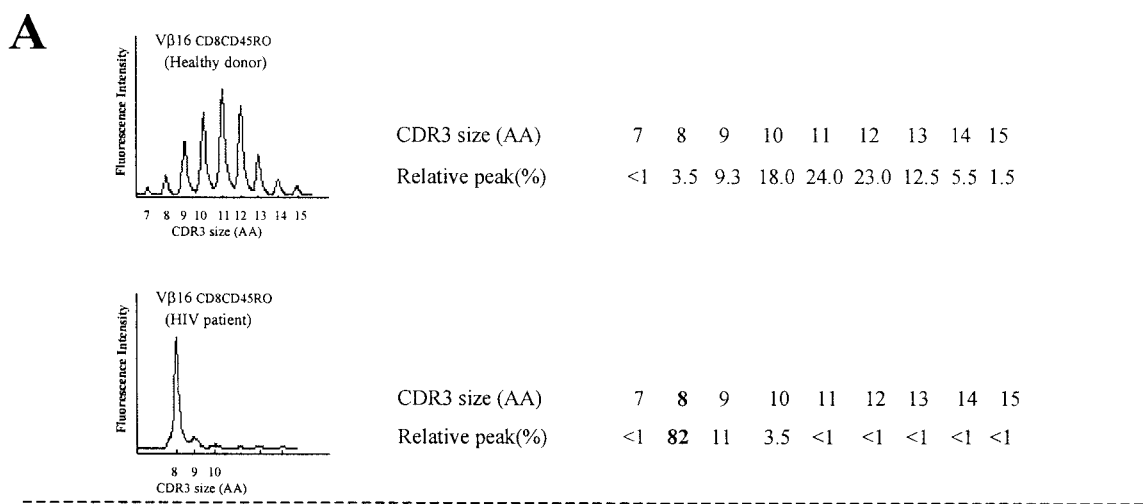 A
Vβ16 CD8CD45RO
(Healthy donor)
Fluorescence Intensity
7 8 9 10 11 12 13 14 15
CDR3 size (AA)
CDR3 size (AA) 7 8 9 10 11 12 13 14 15
Relative peak(%) <1 3.5 9.3 18.0 24.0 23.0 12.5 5.5 1.5
Vβ16 CD8CD45RO
(HIV patient)
Fluorescence Intensity
8 9 10
CDR3 size (AA)
CDR3 size (AA) 7 8 9 10 11 12 13 14 15
Relative peak(%) <1 82 11 3.5 <1 <1 <1 <1 <1